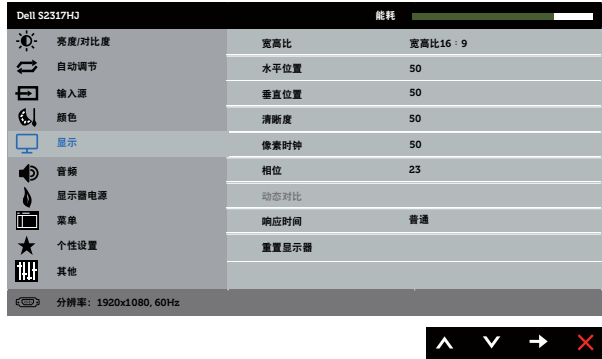 Dell S2317HJ 能耗
亮度/对比度 宽高比 宽高比16：9
自动调节 水平位置 50
输入源 垂直位置 50
颜色 清晰度 50
显示 像素时钟 50
音频 相位 23
显示器电源 动态对比
菜单 响应时间 普通
个性设置 重置显示器
其他
分辨率：1920x1080, 60Hz